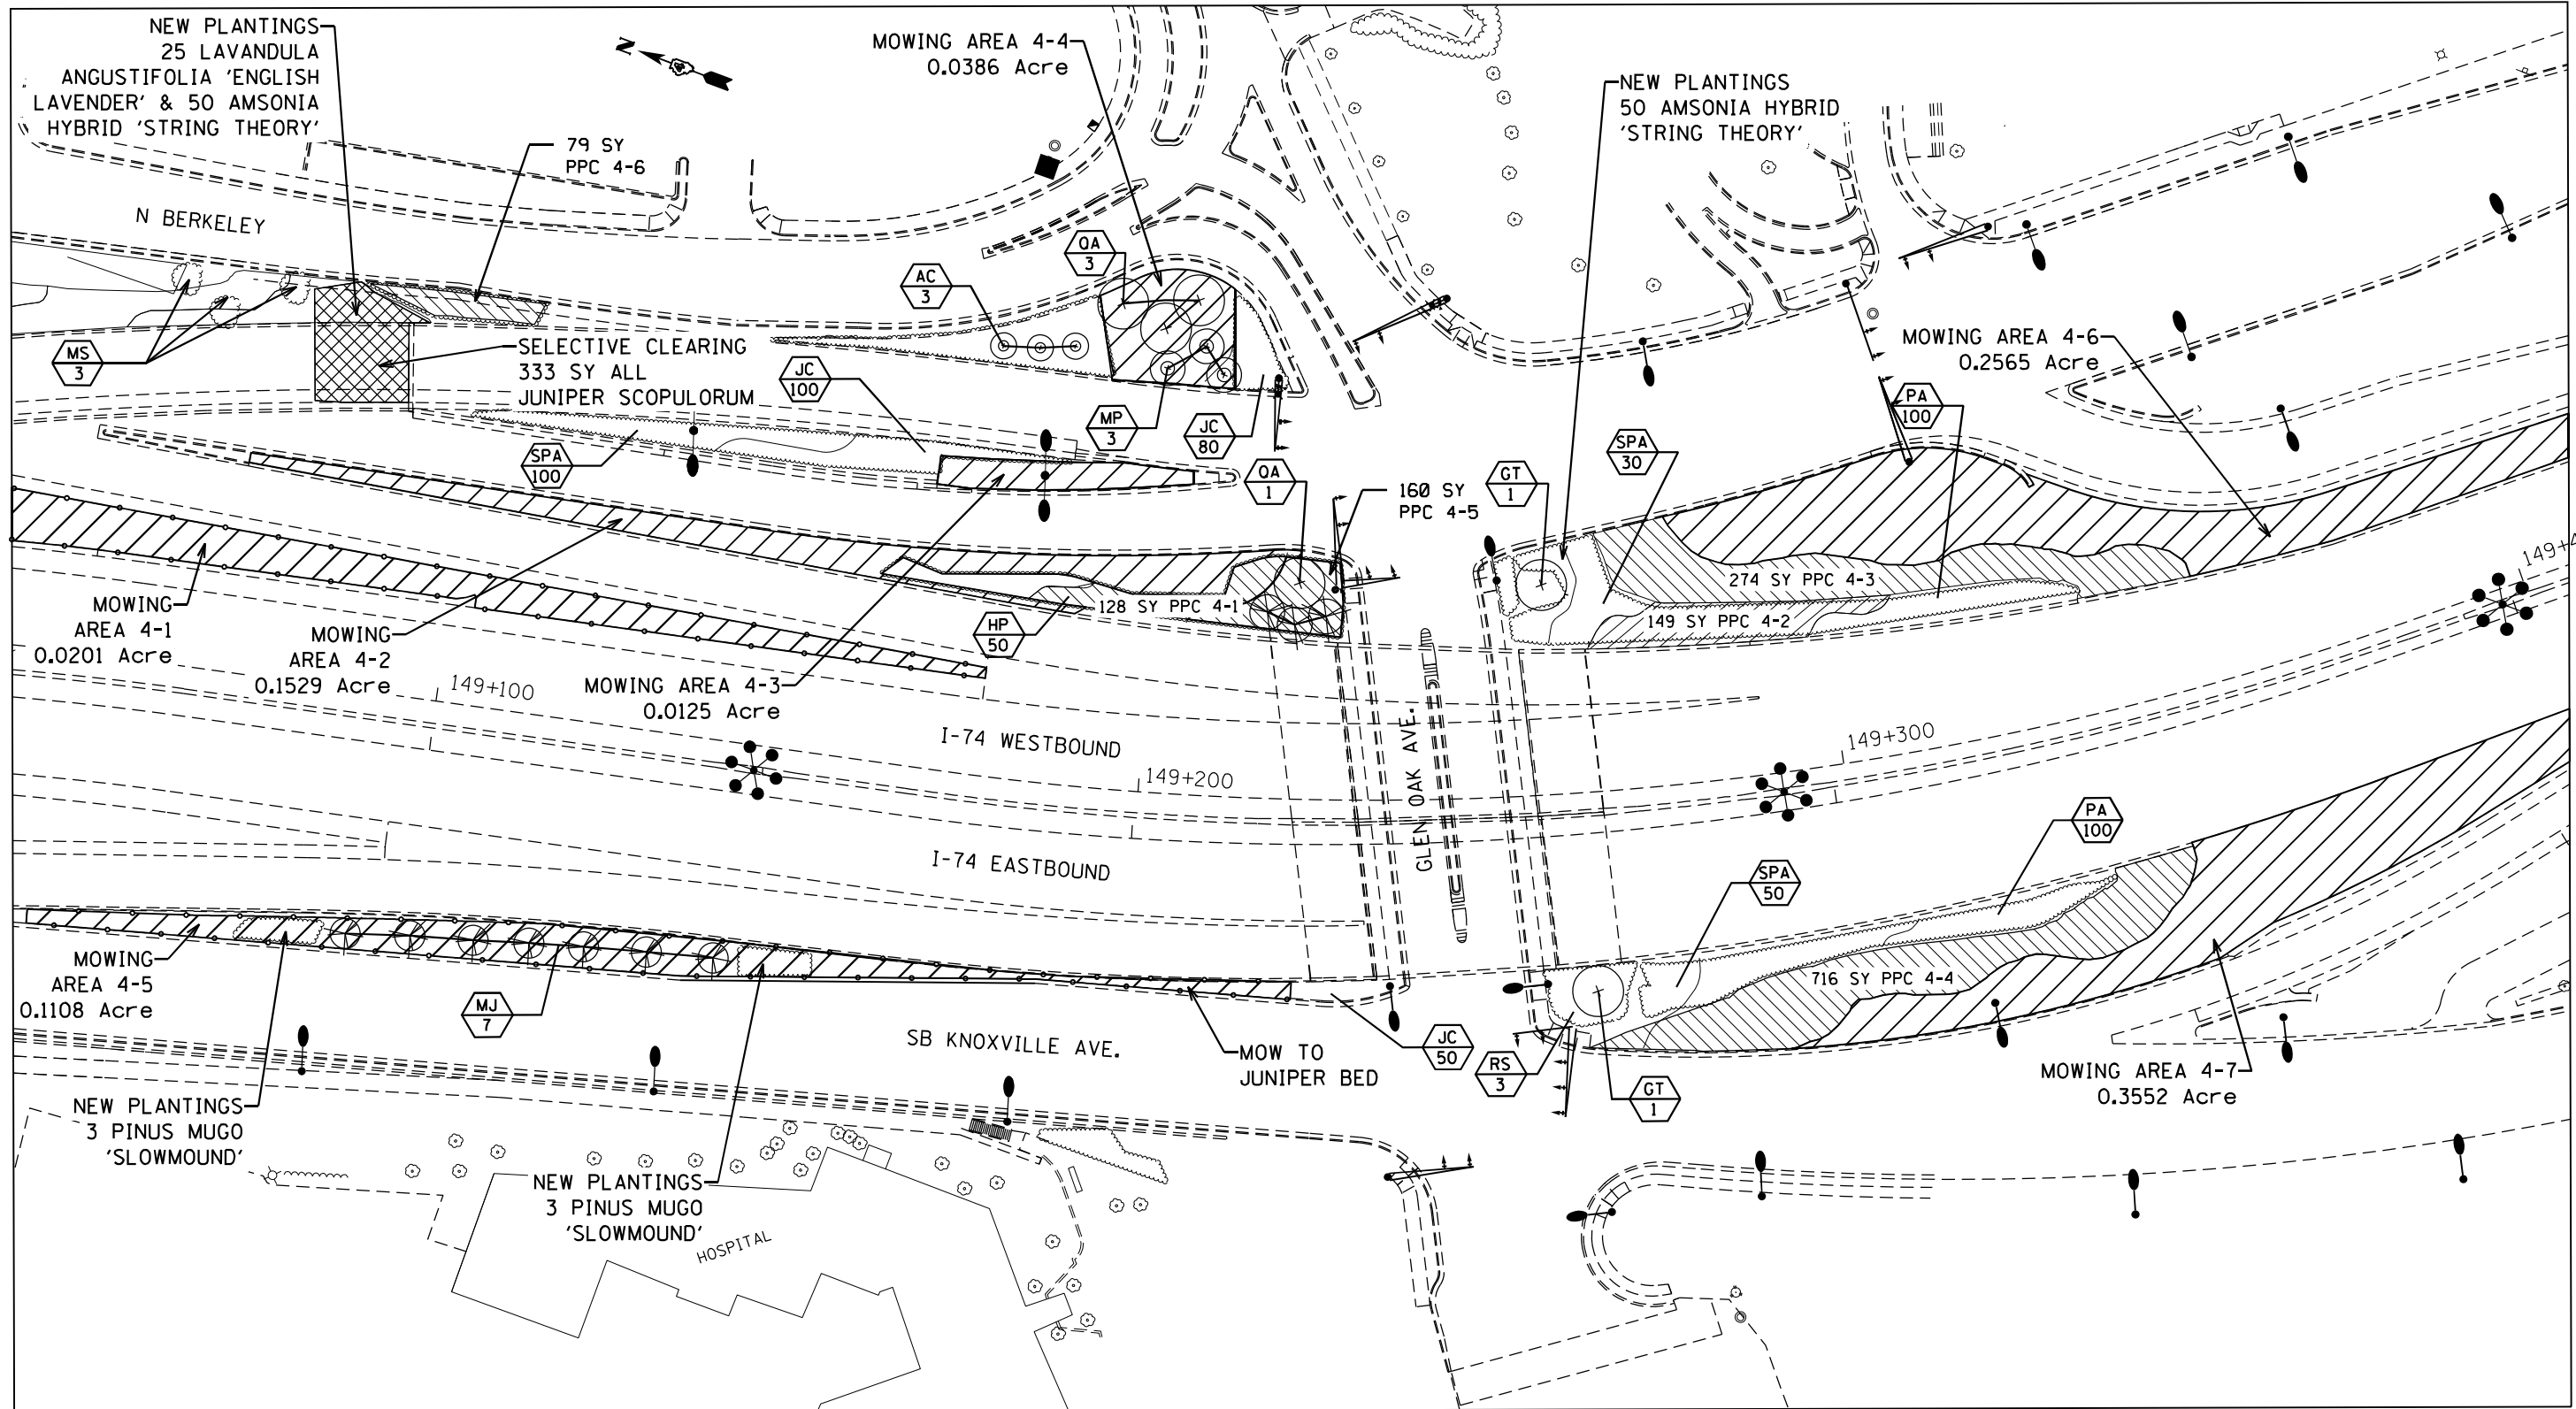 NEW PLANTINGS
25 LAVANDULA
ANGUSTIFOLIA 'ENGLISH
LAVENDER' & 50 AMSONIA
HYBRID 'STRING THEORY'
79 SY
PPC 4-6
N
MOWING AREA 4-4
0.0386 Acre
NEW PLANTINGS
50 AMSONIA HYBRID
'STRING THEORY'
N BERKELEY
QA
3
AC
3
MS
3
SELECTIVE CLEARING
333 SY ALL
JUNIPER SCOPULORUM
JC
100
MP
3
JC
80
MOWING AREA 4-6
0.2565 Acre
PA
100
SPA
100
QA
1
160 SY
PPC 4-5
GT
1
SPA
30
149+4
274 SY PPC 4-3
149 SY PPC 4-2
128 SY PPC 4-1
HP
50
MOWING
AREA 4-1
0.0201 Acre
MOWING
AREA 4-2
0.1529 Acre
149+100
MOWING AREA 4-3
0.0125 Acre
I-74 WESTBOUND
149+200
149+300
GLEN OAK AVE.
I-74 EASTBOUND
PA
100
SPA
50
716 SY PPC 4-4
MOWING
AREA 4-5
0.1108 Acre
MJ
7
SB KNOXVILLE AVE.
MOW TO
JUNIPER BED
JC
50
RS
3
GT
1
MOWING AREA 4-7
0.3552 Acre
NEW PLANTINGS
3 PINUS MUGO
'SLOWMOUND'
NEW PLANTINGS
3 PINUS MUGO
'SLOWMOUND'
HOSPITAL